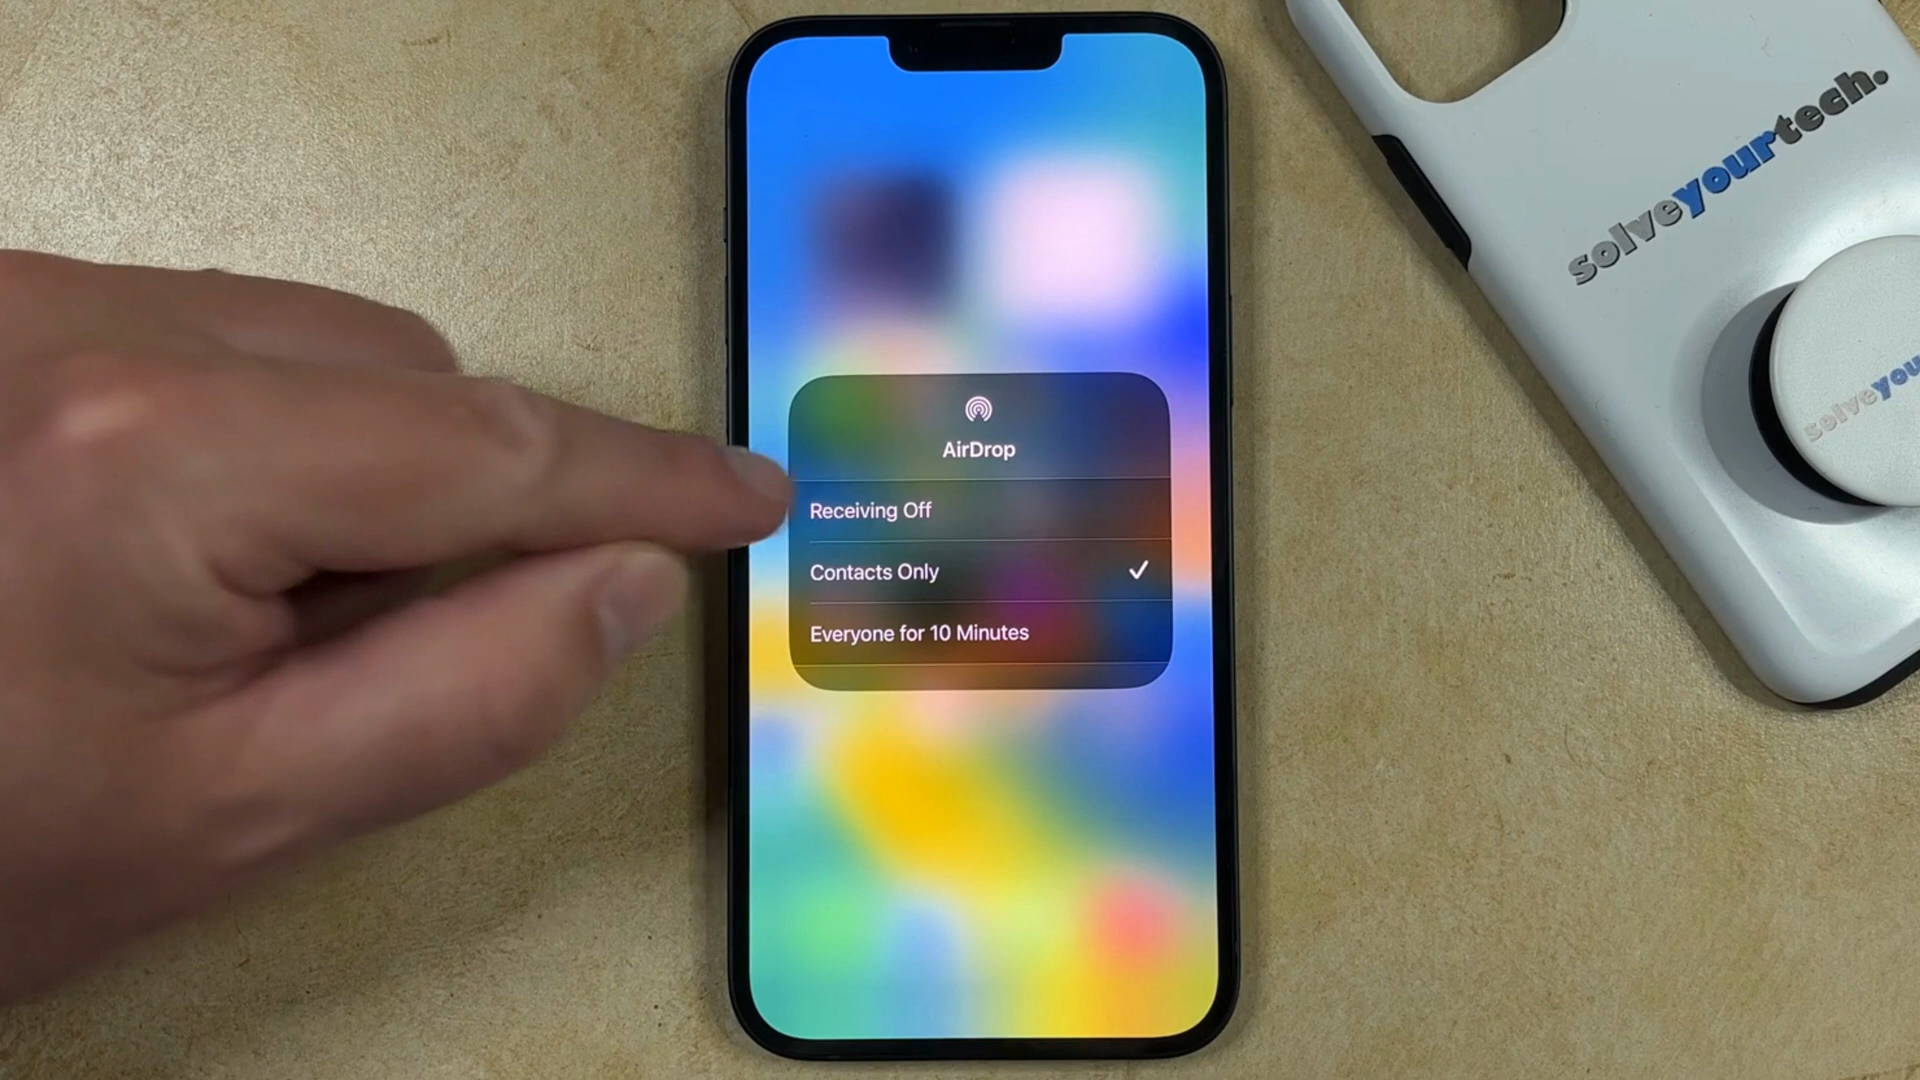 AirDrop
Receiving Off
Contacts Only
Everyone for 10 Minutes
solveyourtech.
solveyou